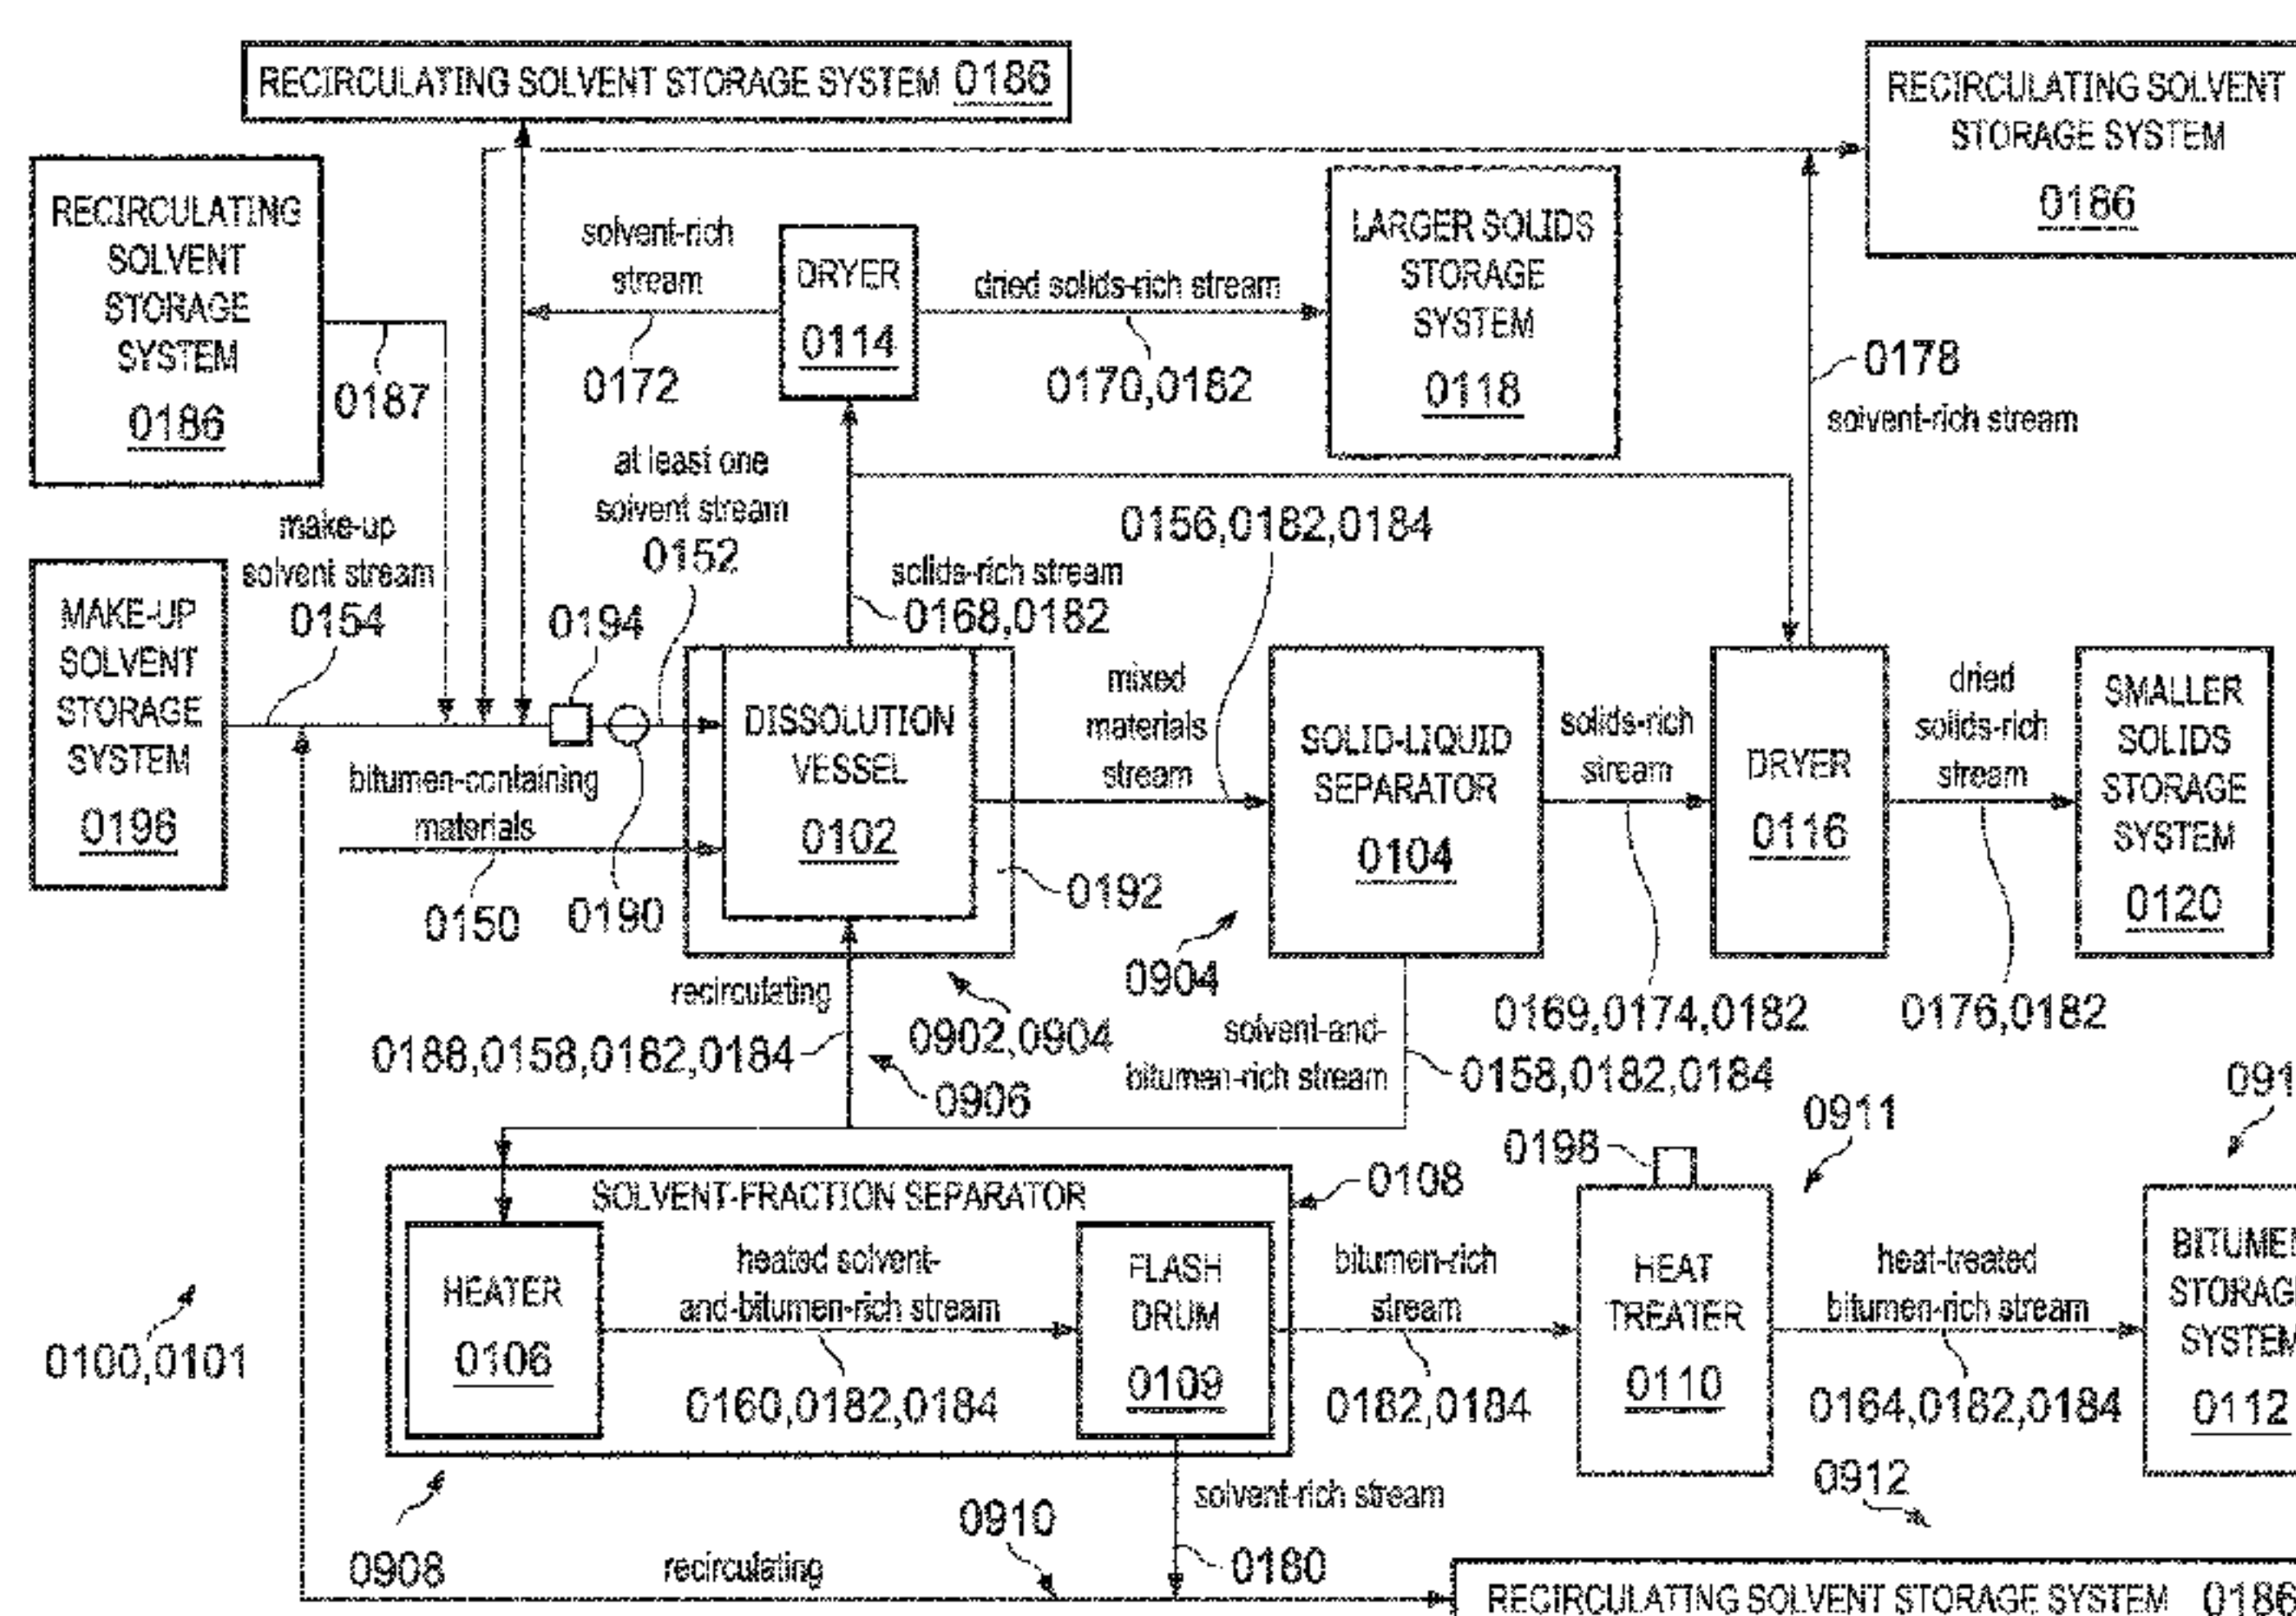 RECIRCULATING SOLVENT STORAGE SYSTEM 0186
RECIRCULATING SOLVENT
STORAGE SYSTEM
0186
RECIRCULATING
SOLVENT
STORAGE
SYSTEM
0186
0187
solvent-rich
stream
0172
DRYER
0114
dried solids-rich stream
0170,0182
LARGER SOLIDS
STORAGE
SYSTEM
0118
0178
solvent-rich stream
at least one
solvent stream
0152
make-up
solvent stream
0154
MAKE-UP
SOLVENT
STORAGE
SYSTEM
0196
0194
solids-rich stream
0168,0182
0156,0182,0184
bitumen-containing
materials
0150
0190
DISSOLUTION
VESSEL
0102
0192
mixed
materials
stream
SOLID-LIQUID
SEPARATOR
0104
solids-rich
stream
0169,0174,0182
DRYER
0116
dried
solids-rich
stream
0176,0182
SMALLER
SOLIDS
STORAGE
SYSTEM
0120
0904
0902,0904
recirculating
0188,0158,0182,0184
0906
solvent-and-
bitumen-rich stream
0158,0182,0184
0911
0198
SOLVENT-FRACTION SEPARATOR
0108
HEATER
0106
heated solvent-
and-bitumen-rich stream
0160,0182,0184
FLASH
DRUM
0109
bitumen-rich
stream
0182,0184
HEAT
TREATER
0110
heat-treated
bitumen-rich stream
0164,0182,0184
STORAGE
SYSTEM
0112
0100,0101
0912
0908
solvent-rich stream
0180
0910
recirculating
RECIRCULATING SOLVENT STORAGE SYSTEM 0186